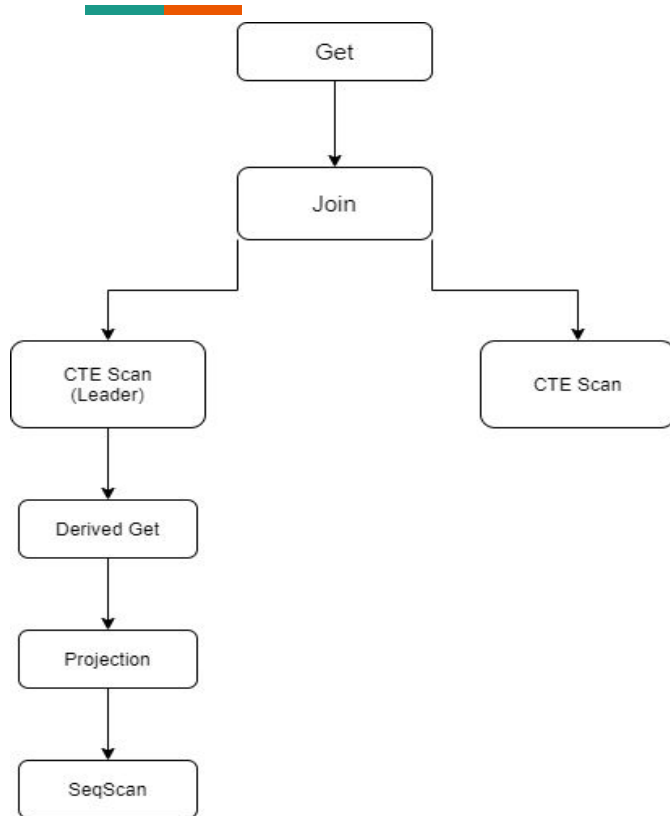 Get
Join
CTE Scan
(Leader)
CTE Scan
Derived Get
Projection
SeqScan